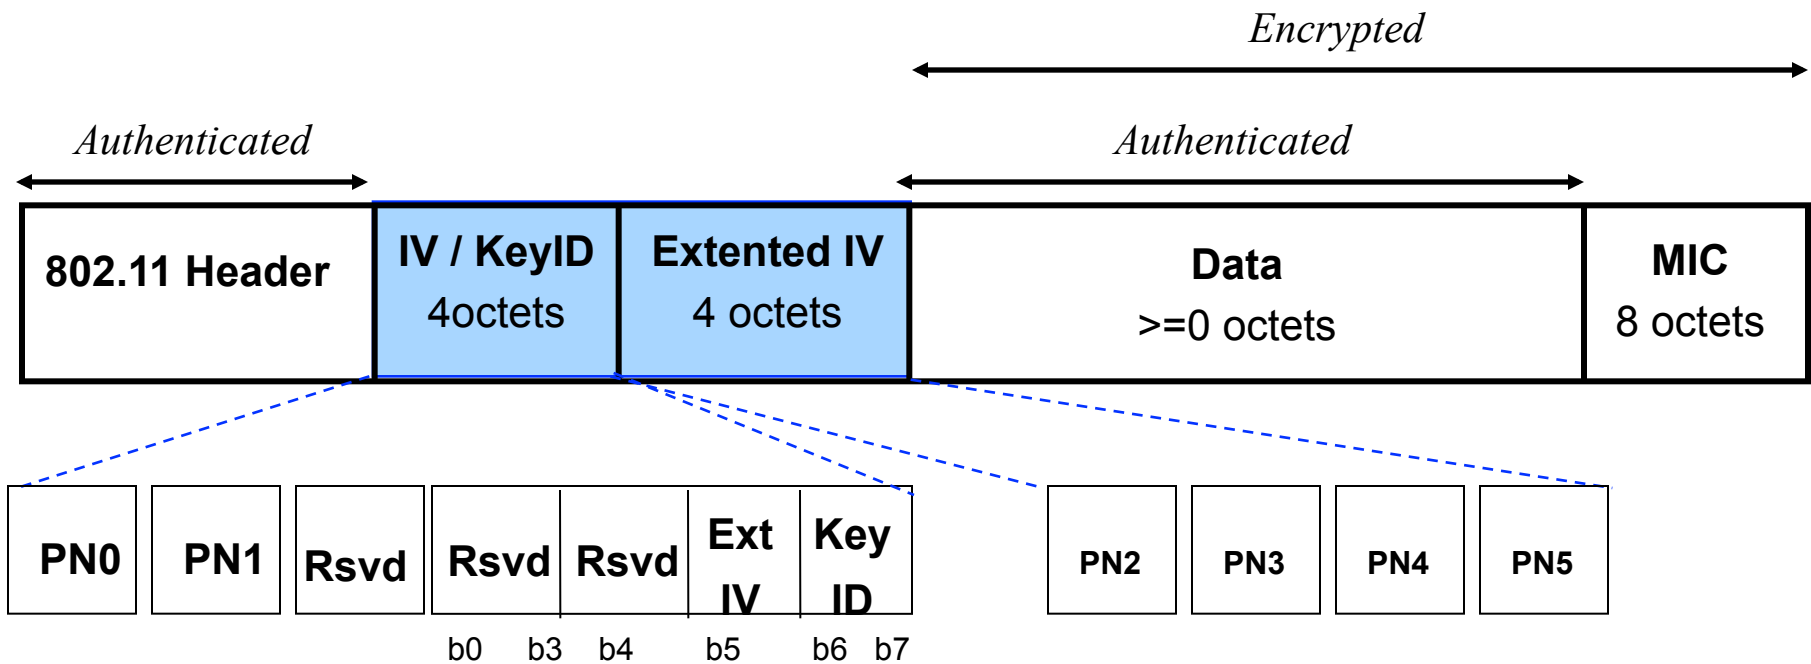 Encrypted
Authenticated
Authenticated
802.11 Header
IV / KeyID
4octets
Extented IV
4 octets
Data
>=0 octets
MIC
8 octets
PN0
PN1
Rsvd
Rsvd
Rsvd
Ext
IV
Key
ID
PN2
PN3
PN4
PN5
b0
b3
b4
b5
b6
b7